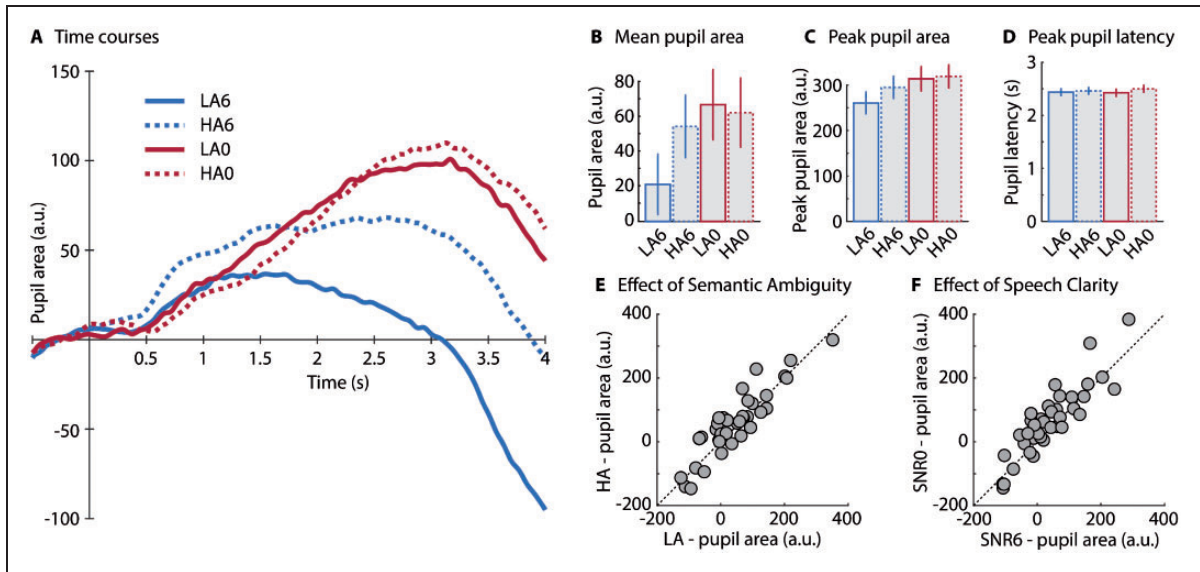 A Time courses
150
100
50
-50
-100
Pupil area (a.u.)
LA6
HA6
LA0
HA0
0.5 1 1.5 2 2.5 3 3.5 4
Time (s)
B Mean pupil area
Pupil area (a.u.)
80
60
40
20
0
LA6 HA6 LA0 HA0
C Peak pupil area
Peak pupil area (a.u.)
300
200
100
0
LA6 HA6 LA0 HA0
D Peak pupil latency
Pupil latency (s)
3
2
1
0
LA6 HA6 LA0 HA0
E Effect of Semantic Ambiguity
HA - pupil area (a.u.)
400
200
0
-200
-200 0 200 400
LA - pupil area (a.u.)
F Effect of Speech Clarity
SNR0 - pupil area (a.u.)
400
200
0
-200
-200 0 200 400
SNR6 - pupil area (a.u.)